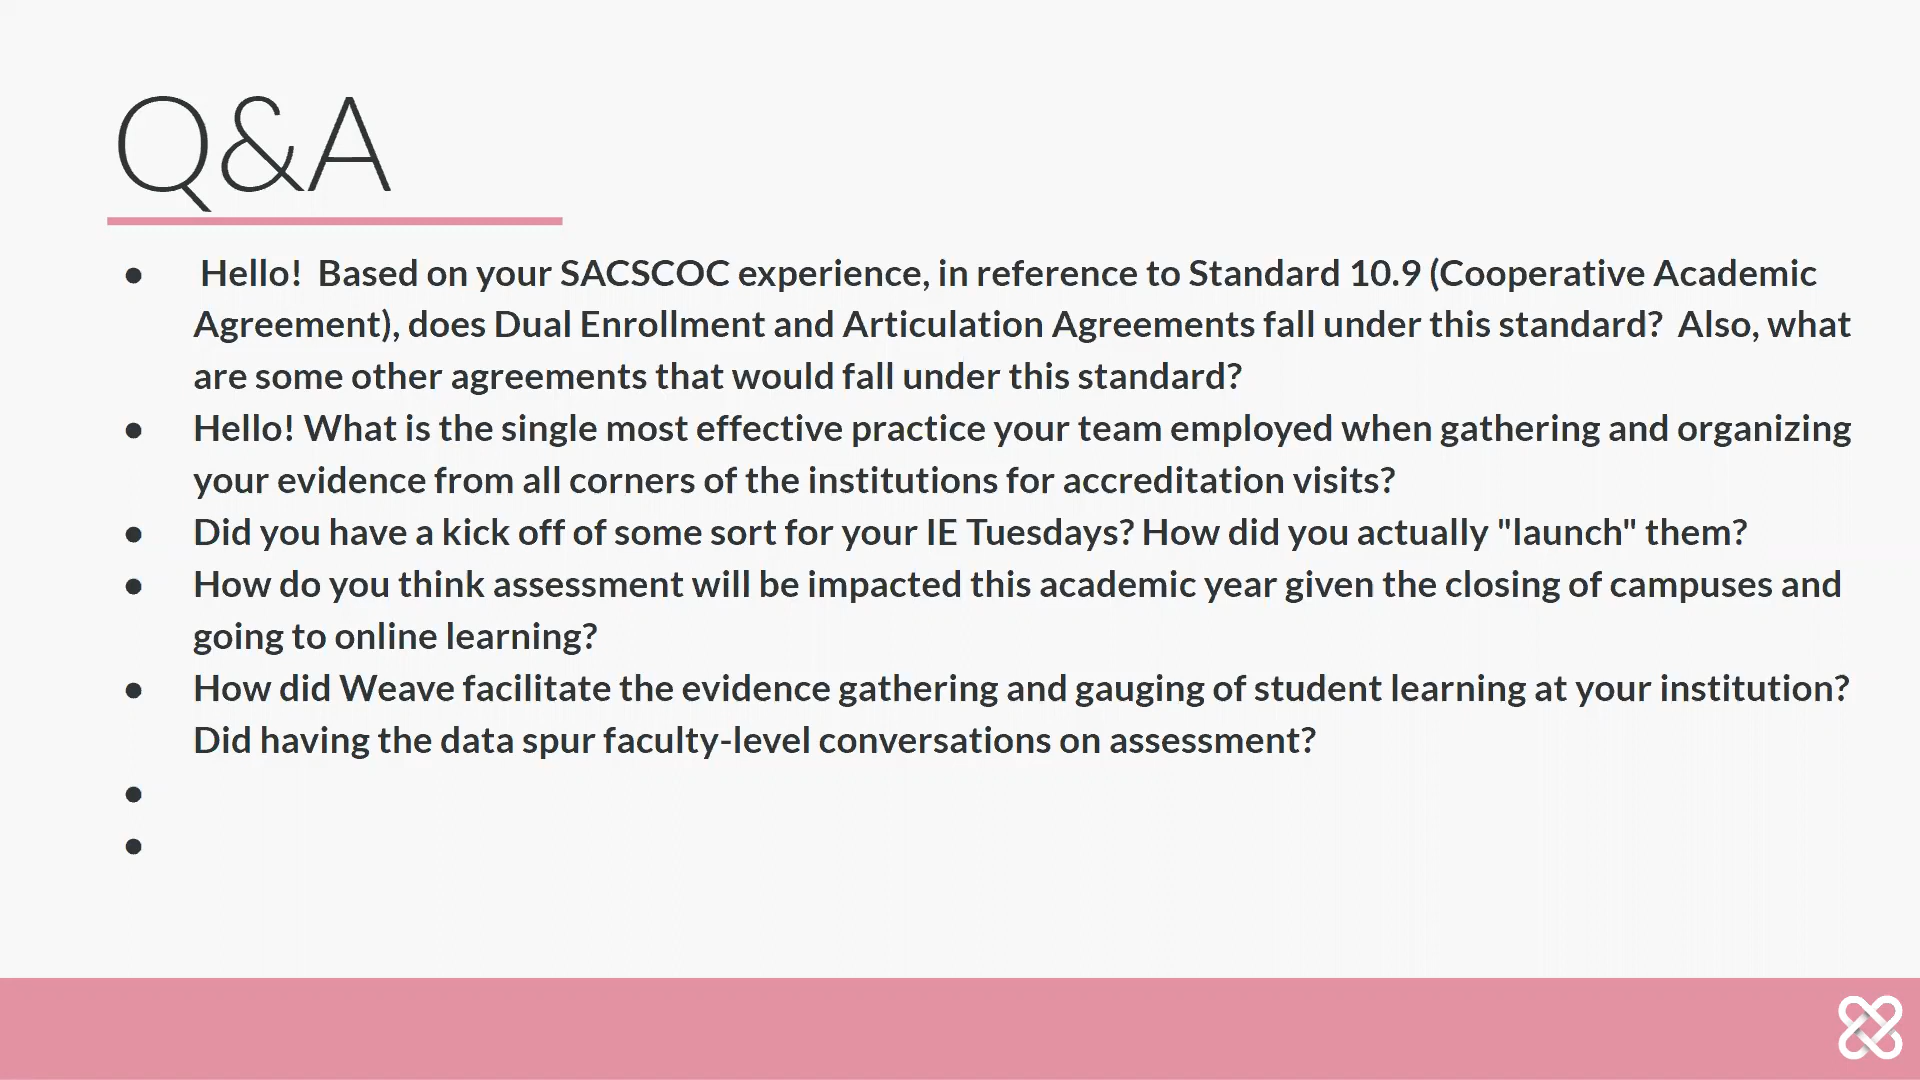 Q&A
● Hello! Based on your SACSCOC experience, in reference to Standard 10.9 (Cooperative Academic
Agreement), does Dual Enrollment and Articulation Agreements fall under this standard? Also, what
are some other agreements that would fall under this standard?
● Hello! What is the single most effective practice your team employed when gathering and organizing
your evidence from all corners of the institutions for accreditation visits?
● Did you have a kick off of some sort for your IE Tuesdays? How did you actually "launch" them?
● How do you think assessment will be impacted this academic year given the closing of campuses and
going to online learning?
● How did Weave facilitate the evidence gathering and gauging of student learning at your institution?
Did having the data spur faculty-level conversations on assessment?
●
●